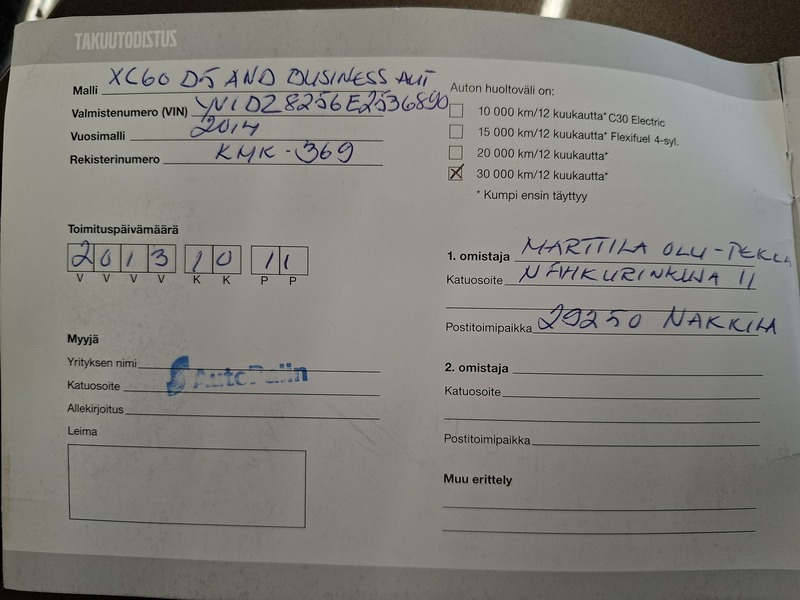 TAKUUTODISTUS
Malli XC60 D5 AWD BUSINESS AUT
Valmistenumero (VIN) YV1DZ8256E2536890
Vuosimalli 2014
Rekisterinumero KMK-369
Auton huoltoväli on:
10 000 km/12 kuukautta* C30 Electric
15 000 km/12 kuukautta* Flexifuel 4-syl.
20 000 km/12 kuukautta*
30 000 km/12 kuukautta*
* Kumpi ensin täyttyy
Toimituspäivämäärä
2013 10 11
V V V V K K P P
1. omistaja MARTTILA OLLI-PEKKA
Katuosoite NAHKURINKUJA 11
Postitoimipaikka 29250 NAKKILA
Myyjä
Yrityksen nimi
AutoPalin
Katuosoite
Allekirjoitus
Leima
2. omistaja
Katuosoite
Postitoimipaikka
Muu erittely